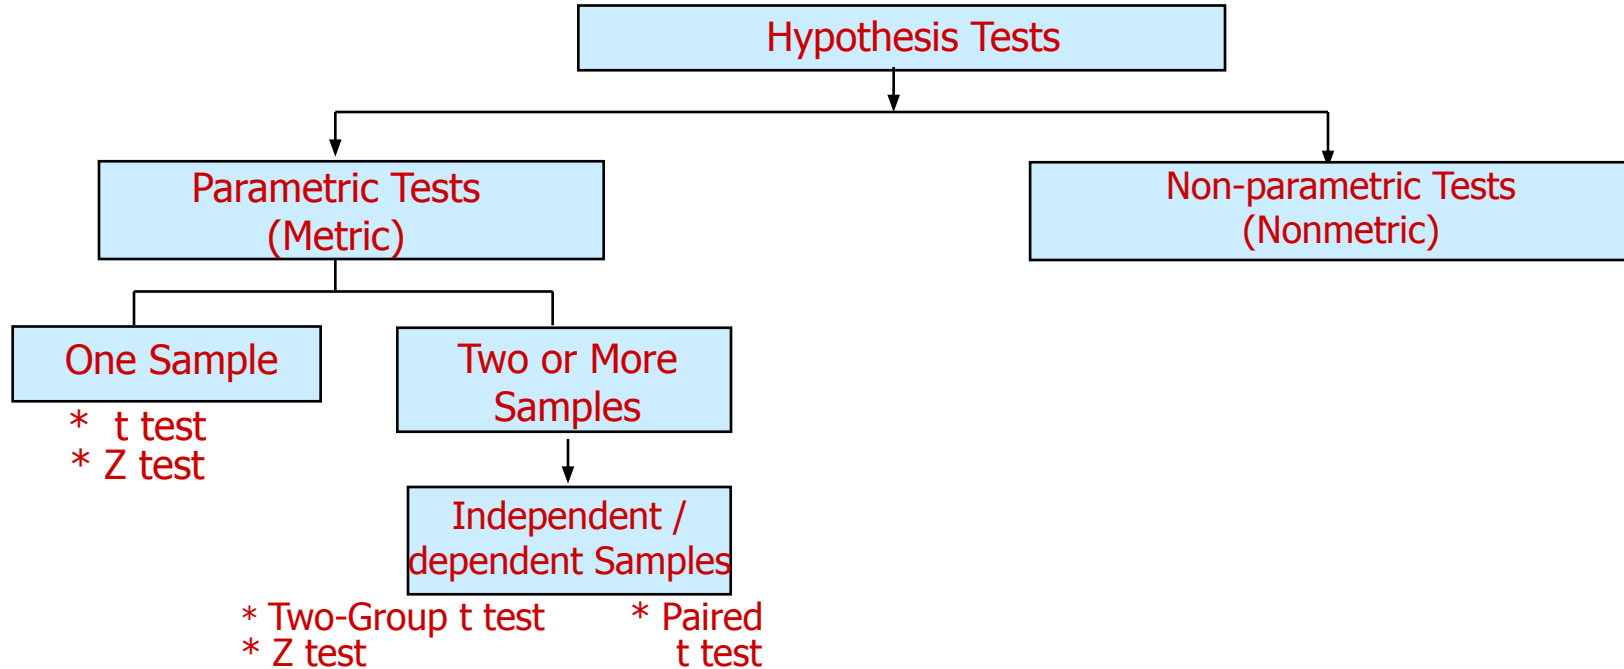 Hypothesis Tests
Parametric Tests
(Metric)
Non-parametric Tests
(Nonmetric)
One Sample
* t test
* Z test
Two or More
Samples
Independent /
dependent Samples
* Two-Group t test
* Z test
* Paired
t test